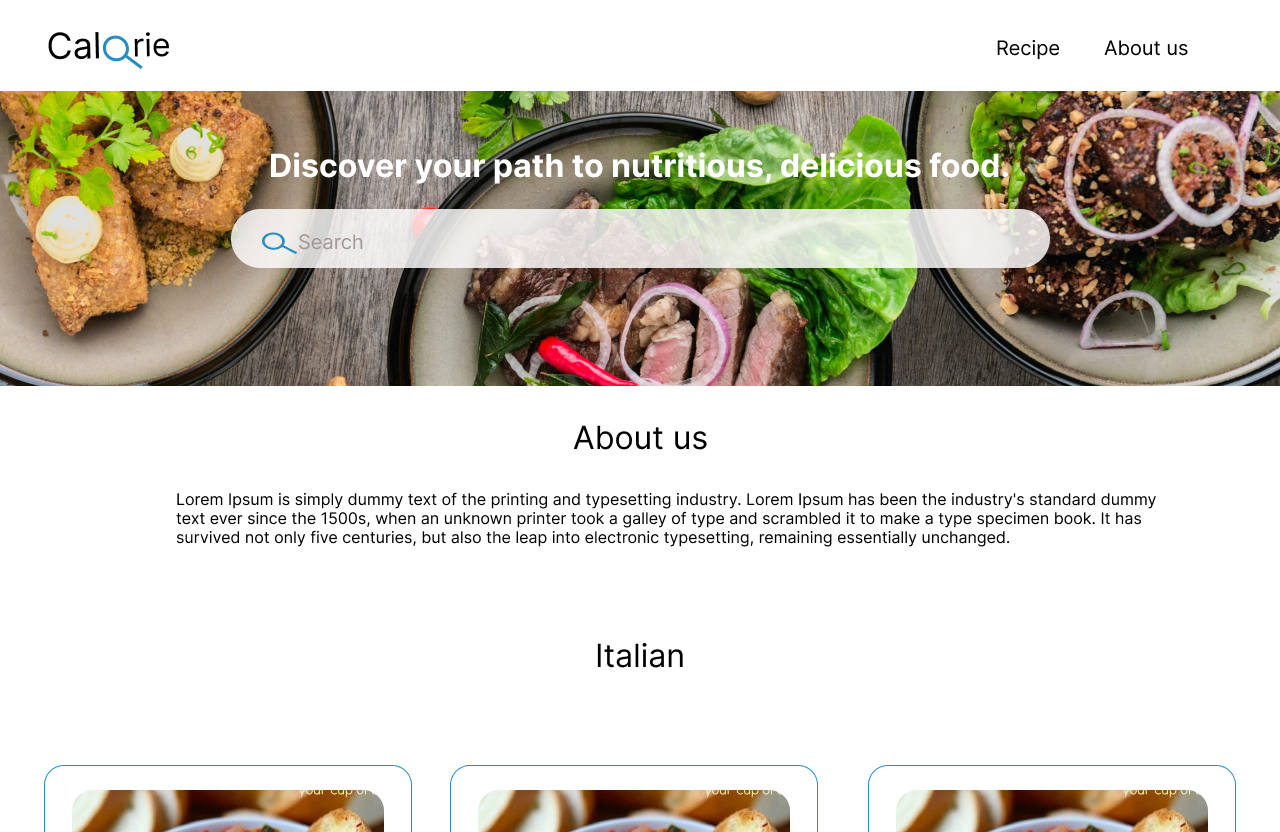 Calorie
Recipe
About us
Discover your path to nutritious, delicious food.
Search
About us
Lorem Ipsum is simply dummy text of the printing and typesetting industry. Lorem Ipsum has been the industry's standard dummy
text ever since the 1500s, when an unknown printer took a galley of type and scrambled it to make a type specimen book. It has
survived not only five centuries, but also the leap into electronic typesetting, remaining essentially unchanged.
Italian
your cup of
your cup of
your cup of